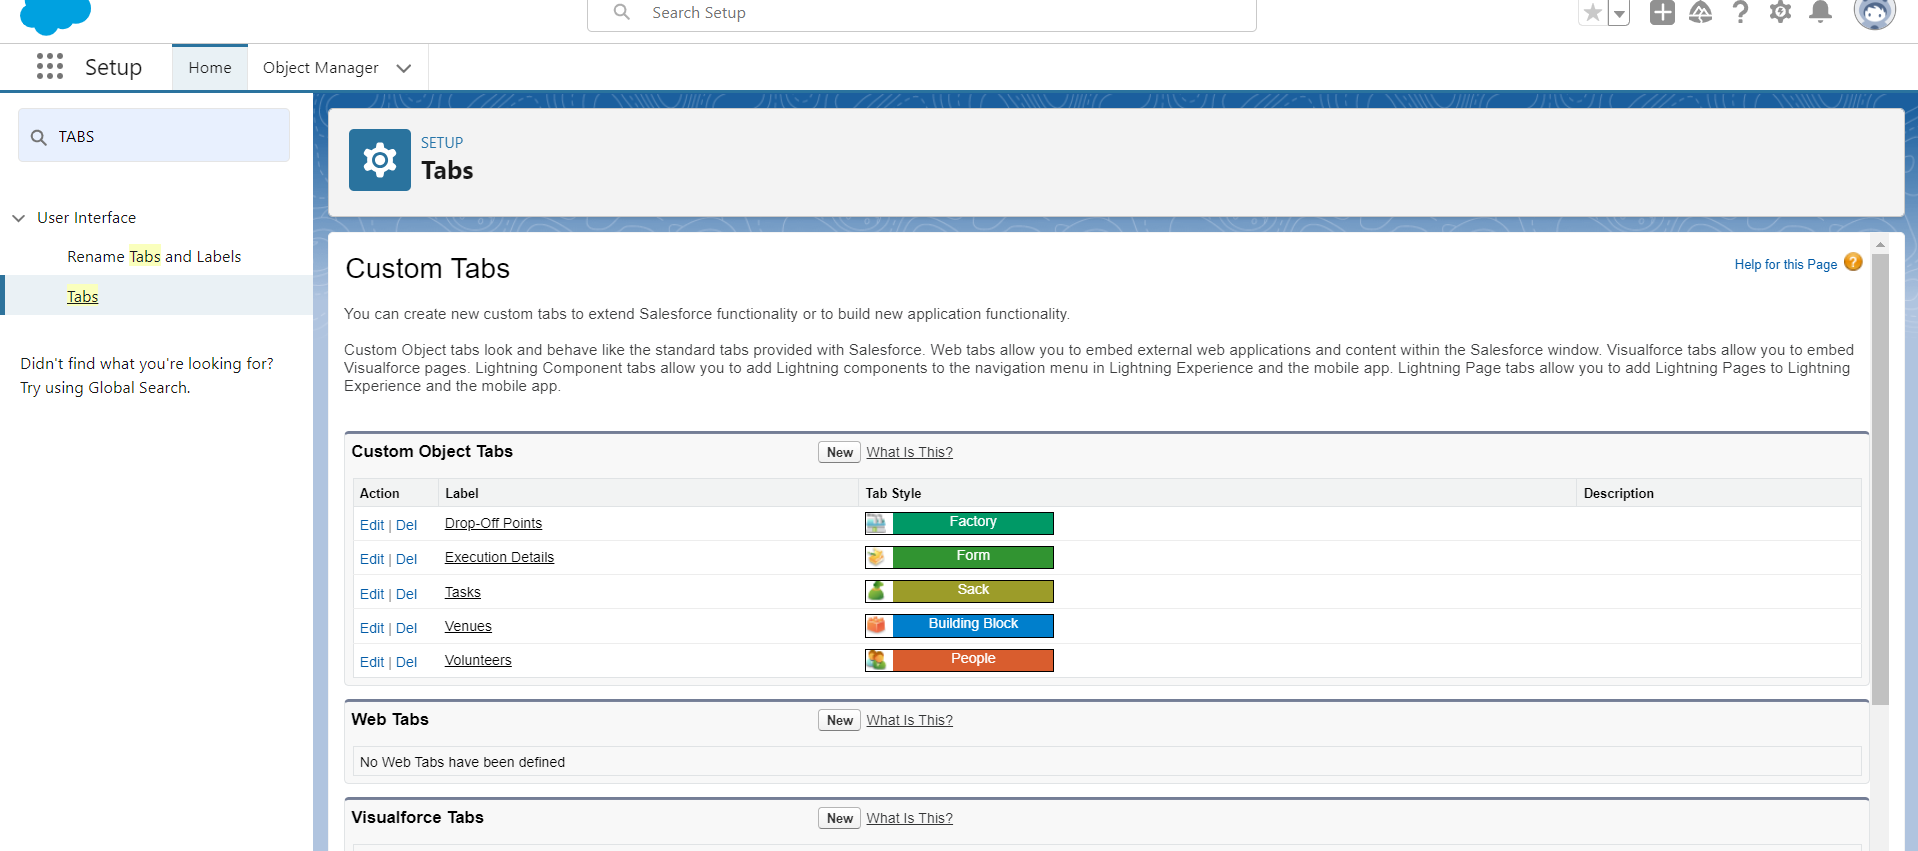 Search Setup
Setup
Home
Object Manager
TABS
User Interface
Rename Tabs and Labels
Tabs
Didn't find what you're looking for?
Try using Global Search.
SETUP
Tabs
Custom Tabs
Help for this Page ?
You can create new custom tabs to extend Salesforce functionality or to build new application functionality.
Custom Object tabs look and behave like the standard tabs provided with Salesforce. Web tabs allow you to embed external web applications and content within the Salesforce window. Visualforce tabs allow you to embed
Visualforce pages. Lightning Component tabs allow you to add Lightning components to the navigation menu in Lightning Experience and the mobile app. Lightning Page tabs allow you to add Lightning Pages to Lightning
Experience and the mobile app.
Custom Object Tabs New What Is This?
Action Label Tab Style Description
Edit | Del Drop-Off Points Factory
Edit | Del Execution Details Form
Edit | Del Tasks Sack
Edit | Del Venues Building Block
Edit | Del Volunteers People
Web Tabs New What Is This?
No Web Tabs have been defined
Visualforce Tabs New What Is This?